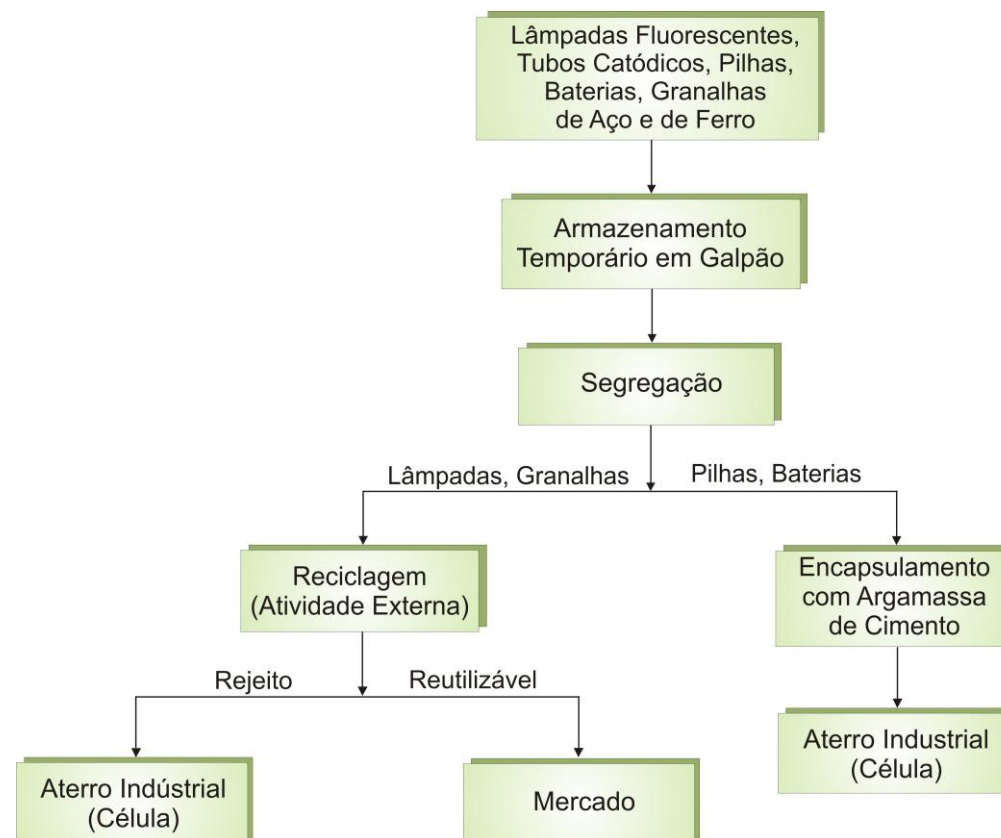 Lâmpadas Fluorescentes,
Tubos Catódicos, Pilhas,
Baterias, Granalhas
de Aço e de Ferro
Armazenamento
Temporário em Galpão
Segregação
Lâmpadas, Granalhas
Pilhas, Baterias
Reciclagem
(Atividade Externa)
Encapsulamento
com Argamassa
de Cimento
Rejeito
Reutilizável
Aterro Indústrial
(Célula)
Mercado
Aterro Industrial
(Célula)